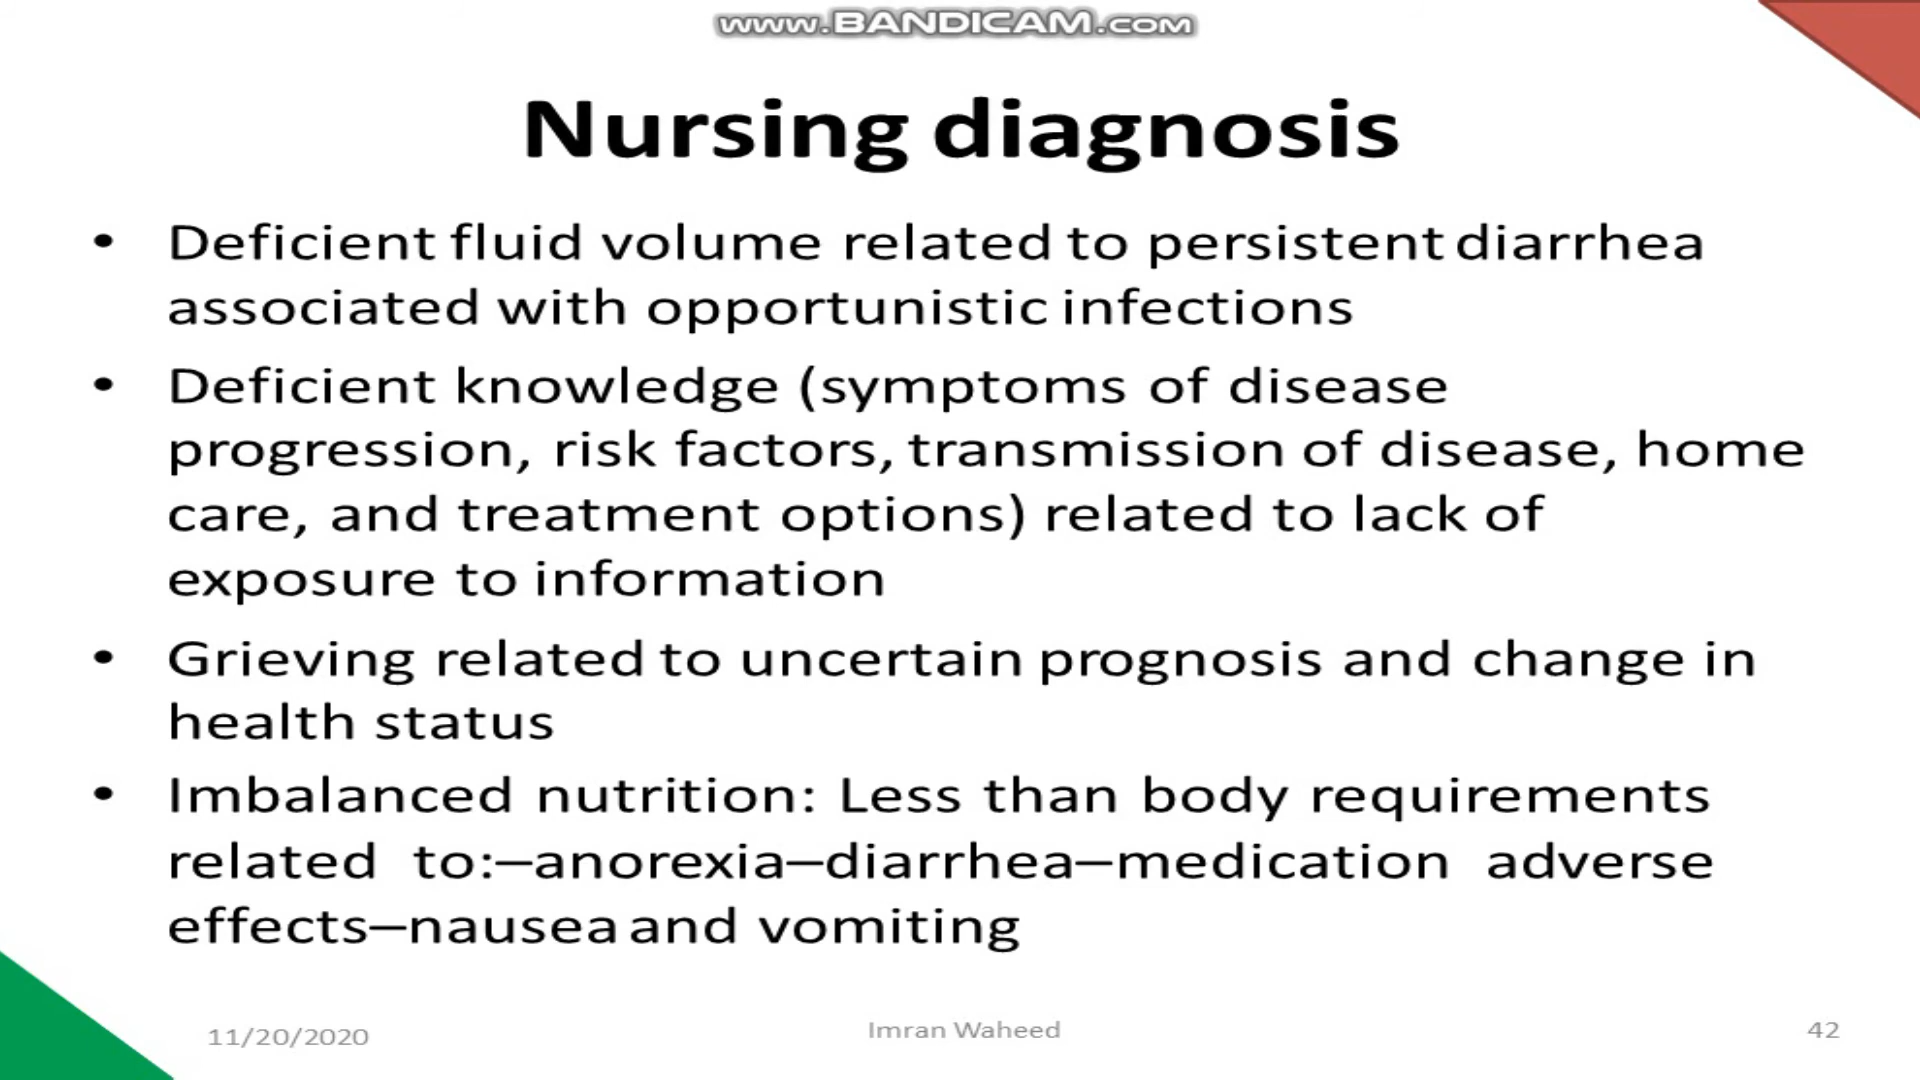 www.BANDICAM.com
Nursing diagnosis
• Deficient fluid volume related to persistent diarrhea
associated with opportunistic infections
• Deficient knowledge (symptoms of disease
progression, risk factors, transmission of disease, home
care, and treatment options) related to lack of
exposure to information
• Grieving related to uncertain prognosis and change in
health status
• Imbalanced nutrition: Less than body requirements
related to:–anorexia–diarrhea–medication adverse
effects–nausea and vomiting
11/20/2020
Imran Waheed
42